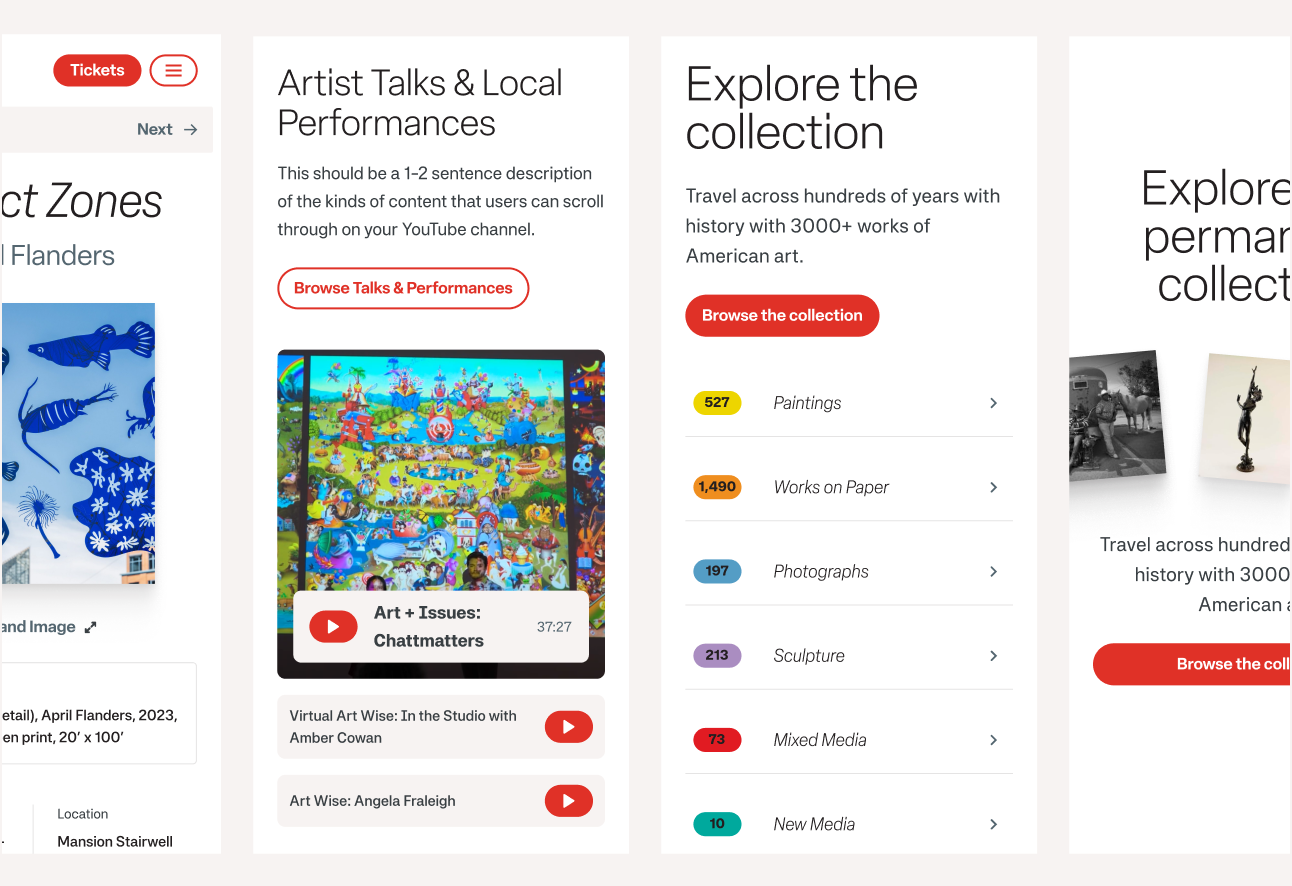 Tickets
Next
ct Zones
Flanders
and Image
etail), April Flanders, 2023,
en print, 20’ x 100’
Location
Mansion Stairwell
Artist Talks & Local
Performances
This should be a 1-2 sentence description
of the kinds of content that users can scroll
through on your YouTube channel.
Browse Talks & Performances
Art + Issues:
Chattmatters
37:27
Virtual Art Wise: In the Studio with
Amber Cowan
Art Wise: Angela Fraleigh
Explore the
collection
Travel across hundreds of years with
history with 3000+ works of
American art.
Browse the collection
527 Paintings
1,490 Works on Paper
197 Photographs
213 Sculpture
73 Mixed Media
10 New Media
Explore
perman
collect
Travel across hundred
history with 3000
American a
Browse the coll